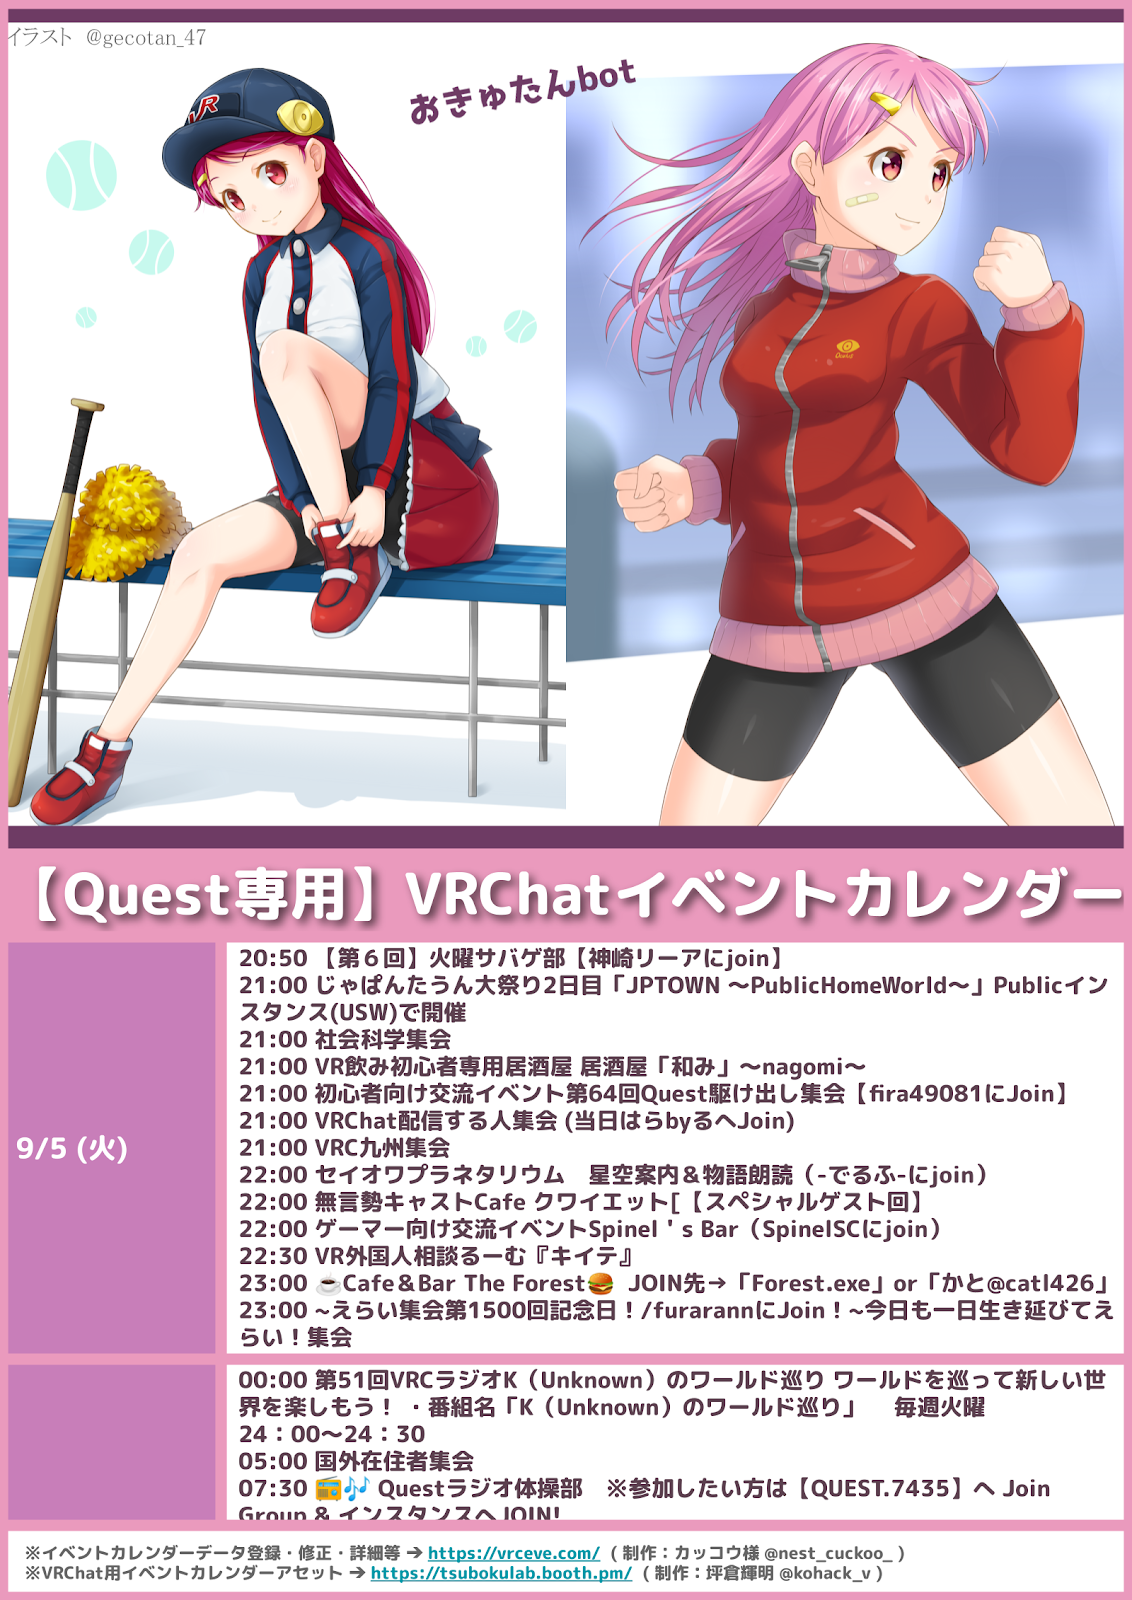 イラスト @gecotan_47
おきゅたんbot
VR
Quest
【Quest専用】VRChatイベントカレンダー
9/5 (火)
20:50 【第６回】火曜サバゲ部【神崎リーアにjoin】
21:00 じゃぱんたうん大祭り2日目「JPTOWN ～PublicHomeWorld～」Publicイン
スタンス(USW)で開催
21:00 社会科学集会
21:00 VR飲み初心者専用居酒屋 居酒屋「和み」～nagomi～
21:00 初心者向け交流イベント第64回Quest駆け出し集会【fira49081にJoin】
21:00 VRChat配信する人集会 (当日はらbyるへJoin)
21:00 VRC九州集会
22:00 セイオワプラネタリウム　星空案内＆物語朗読（-でるふ-にjoin）
22:00 無言勢キャストCafe クワイエット[【スペシャルゲスト回】
22:00 ゲーマー向け交流イベントSpinel ' s Bar（SpinelSCにjoin）
22:30 VR外国人相談るーむ『キイテ』
23:00 ☕Cafe＆Bar The Forest🍔 JOIN先→「Forest.exe」or「かと@catl426」
23:00 ~えらい集会第1500回記念日！/furarannにJoin！~今日も一日生き延びてえ
らい！集会
00:00 第51回VRCラジオK（Unknown）のワールド巡り ワールドを巡って新しい世
界を楽しもう！ ・番組名「K（Unknown）のワールド巡り」　毎週火曜
24：00～24：30
05:00 国外在住者集会
07:30 📻🎶 Questラジオ体操部　※参加したい方は【QUEST.7435】へ Join
Group & インスタンスへJOIN!
※イベントカレンダーデータ登録・修正・詳細等 ➔ https://vrceve.com/ ( 制作：カッコウ様 @nest_cuckoo_ )
※VRChat用イベントカレンダーアセット ➔ https://tsubokulab.booth.pm/ ( 制作：坪倉輝明 @kohack_v )